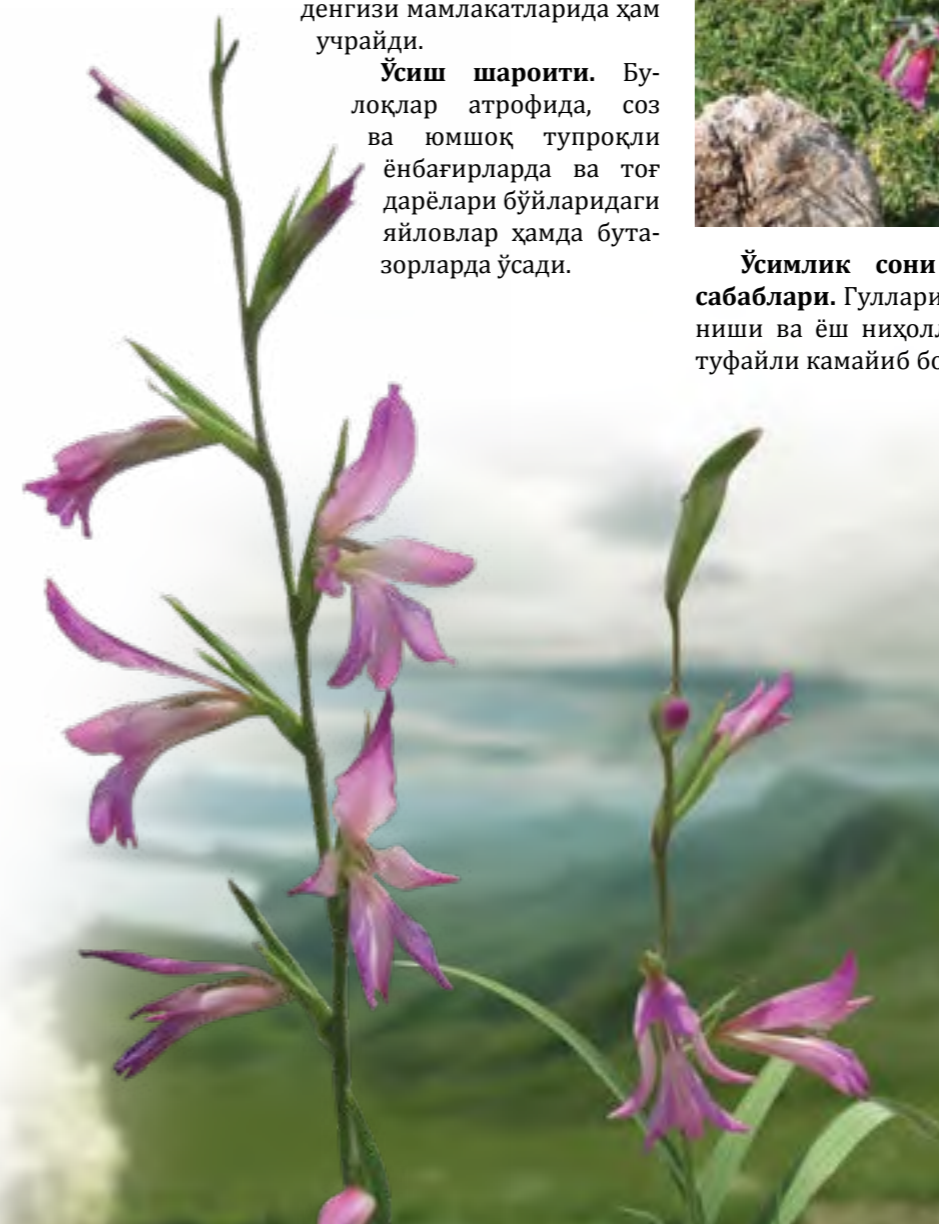 денгизи мамлакатларида ҳам
учрайди.
Ўсиш шароити. Бу-
лоқлар атрофида, соз
ва юмшоқ тупроқли
ёнбағирларда ва тоғ
дарёлари бўйларидаги
яйловлар ҳамда бута-
зорларда ўсади.
Ўсимлик сони
сабаблари. Гуллари
ниши ва ёш ниҳолл
туфайли камайиб бо